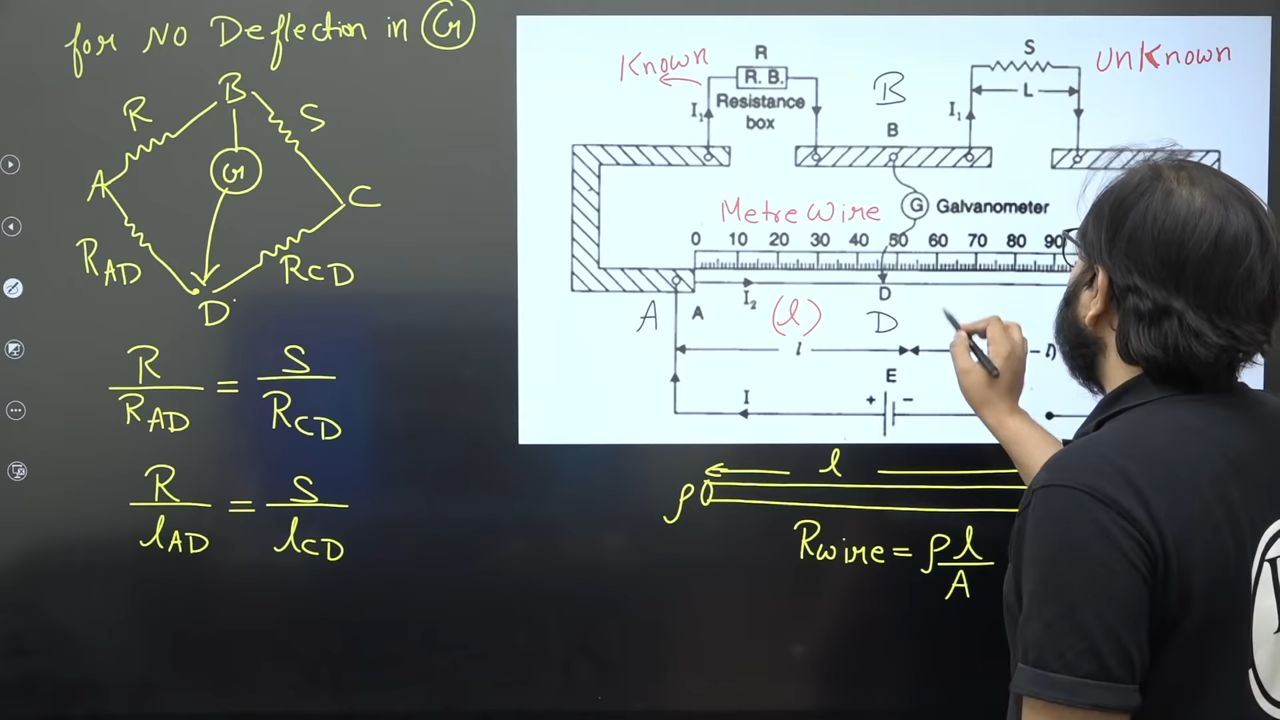 for No Deflection in G
B
R
S
A
G
C
RAD
RCD
D
R/RAD = S/RCD
R/lAD = S/lCD
Known
R
R. B.
Resistance
box
I1
B
B
S
L
I1
UnKnown
Metre Wire
G Galvanometer
0 10 20 30 40 50 60 70 80 90
A
A
I2
(l)
D
D
l
- l)
E
I
+ -
l
ρ
Rwire = ρl/A